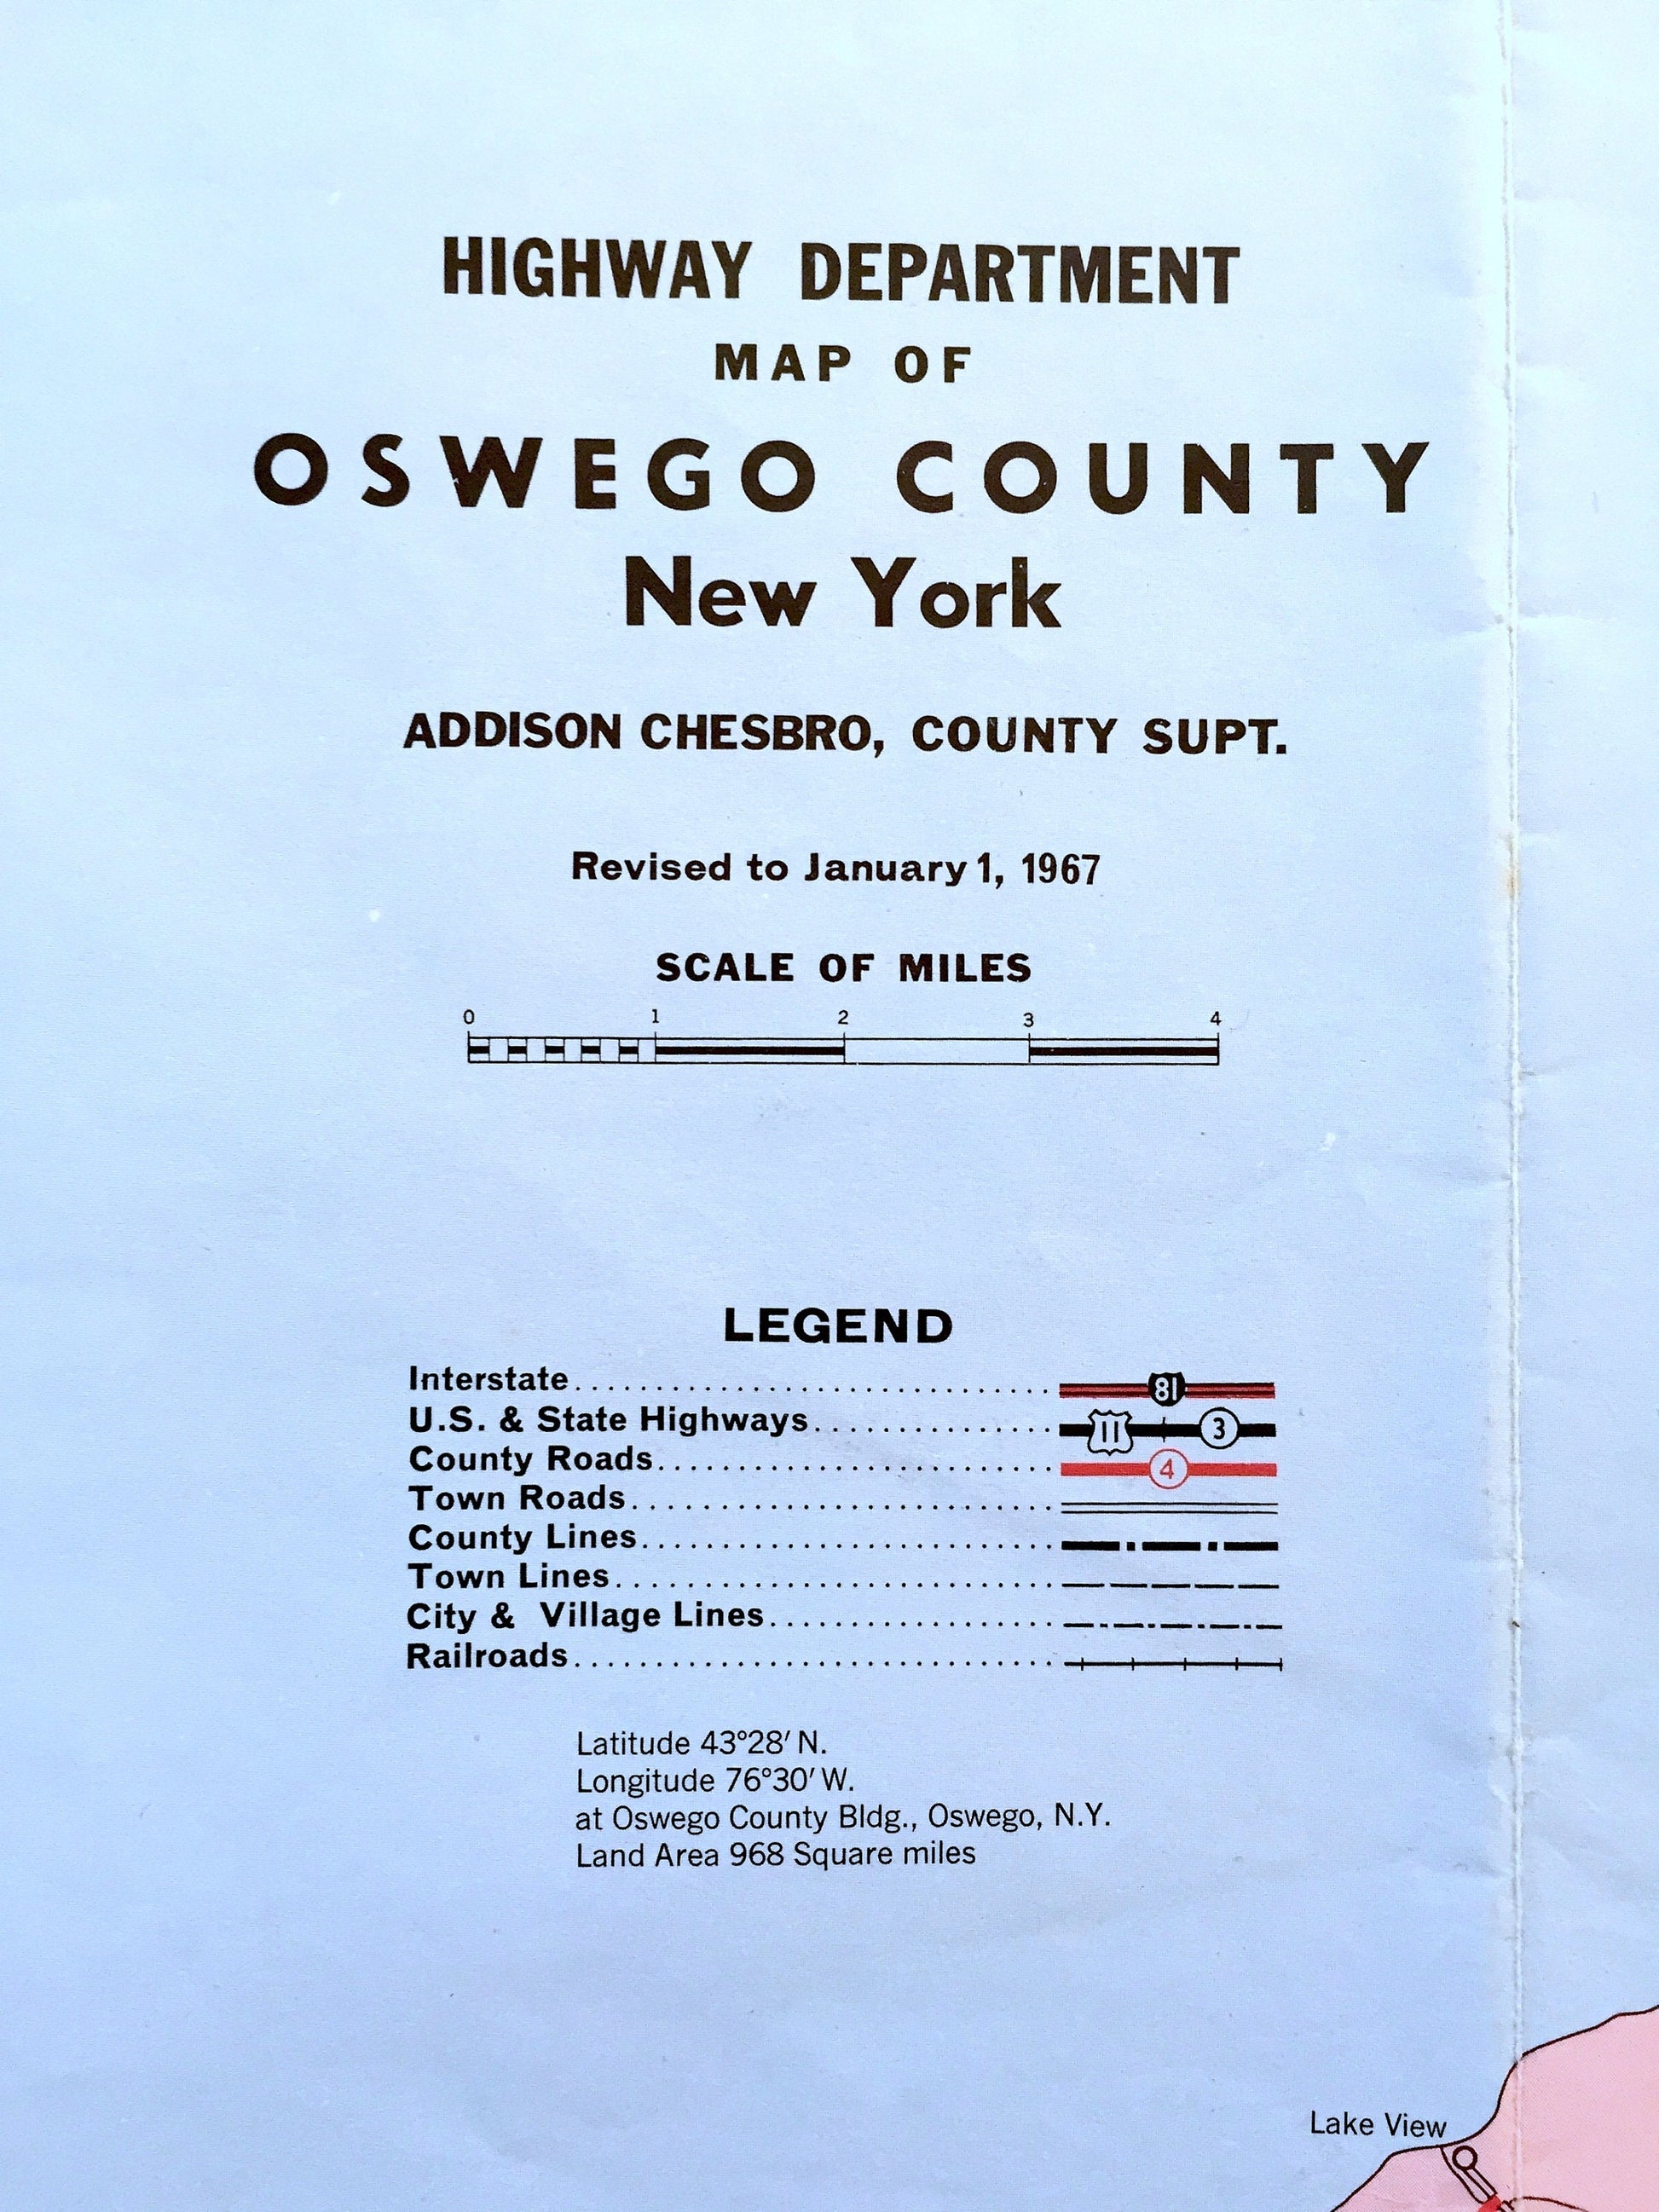 HIGHWAY DEPARTMENT
MAP OF
OSWEGO COUNTY
New York
ADDISON CHESBRO, COUNTY SUPT.
Revised to January 1, 1967
SCALE OF MILES
0 1 2 3 4
LEGEND
Interstate.............................. 81
U.S. & State Highways............... 11 3
County Roads......................... 4
Town Roads...........................
County Lines..........................
Town Lines............................
City & Village Lines..................
Railroads..............................
Latitude 43°28′ N.
Longitude 76°30′ W.
at Oswego County Bldg., Oswego, N.Y.
Land Area 968 Square miles
Lake View